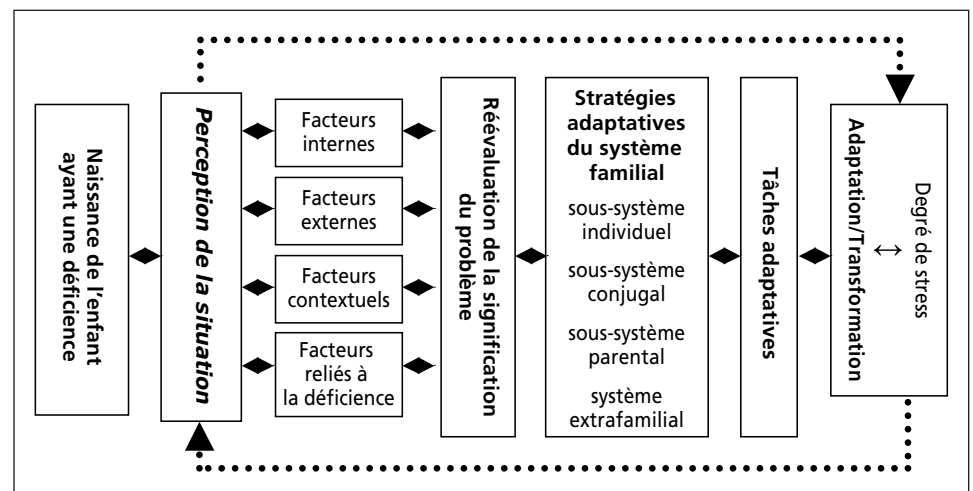 Naissance de l'enfant
ayant une déficience
Perception de la situation
Facteurs
internes
Facteurs
externes
Facteurs
contextuels
Facteurs
reliés à
la déficience
Réévaluation de la signification
du problème
Stratégies
adaptatives
du système
familial
sous-système
individuel
sous-système
conjugal
sous-système
parental
système
extrafamilial
Tâches adaptatives
Degré de stress
↔
Adaptation/Transformation